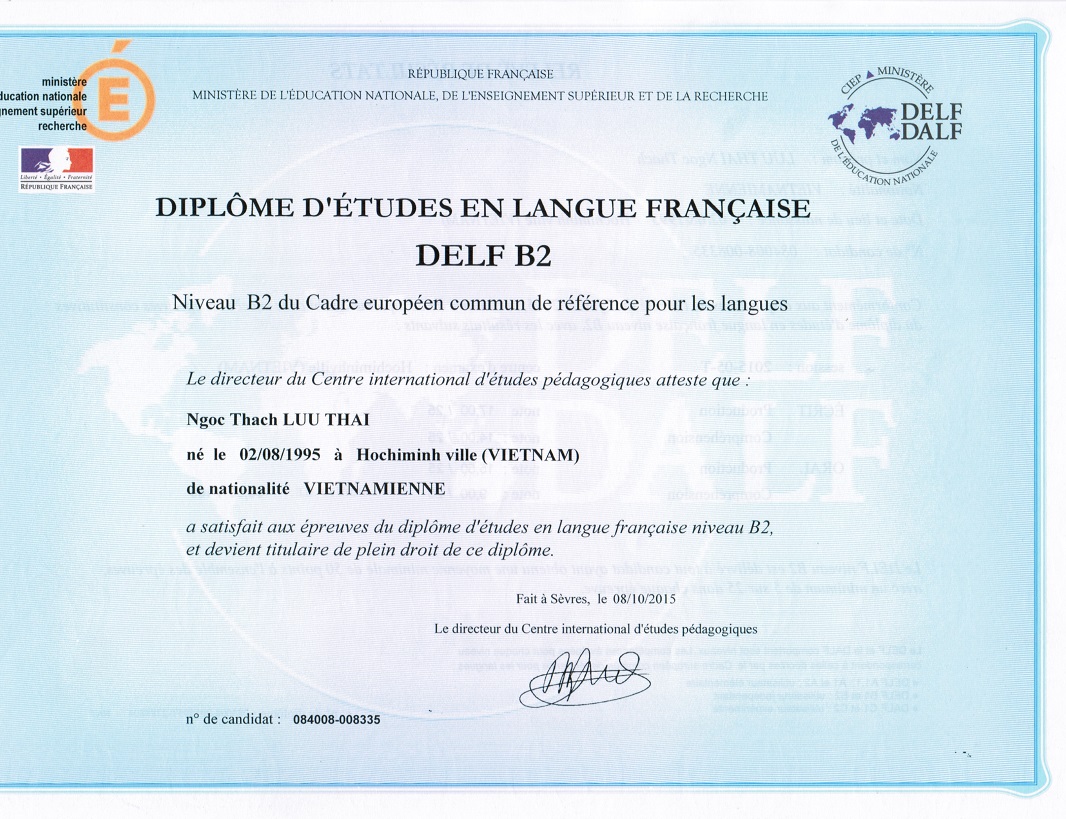 ministère
ducation nationale
gnement supérieur
recherche
É
Liberté • Égalité • Fraternité
RÉPUBLIQUE FRANÇAISE
RÉPUBLIQUE FRANÇAISE
MINISTÈRE DE L'ÉDUCATION NATIONALE, DE L'ENSEIGNEMENT SUPÉRIEUR ET DE LA RECHERCHE
CIEP ▲ MINISTÈRE
DELF
DALF
DE L'ÉDUCATION NATIONALE
DIPLÔME D'ÉTUDES EN LANGUE FRANÇAISE
DELF B2
Niveau B2 du Cadre européen commun de référence pour les langues
DELF
DALF
Le directeur du Centre international d'études pédagogiques atteste que :
Ngoc Thach LUU THAI
né le 02/08/1995 à Hochiminh ville (VIETNAM)
de nationalité VIETNAMIENNE
a satisfait aux épreuves du diplôme d'études en langue française niveau B2,
et devient titulaire de plein droit de ce diplôme.
Fait à Sèvres, le 08/10/2015
Le directeur du Centre international d'études pédagogiques
n° de candidat : 084008-008335